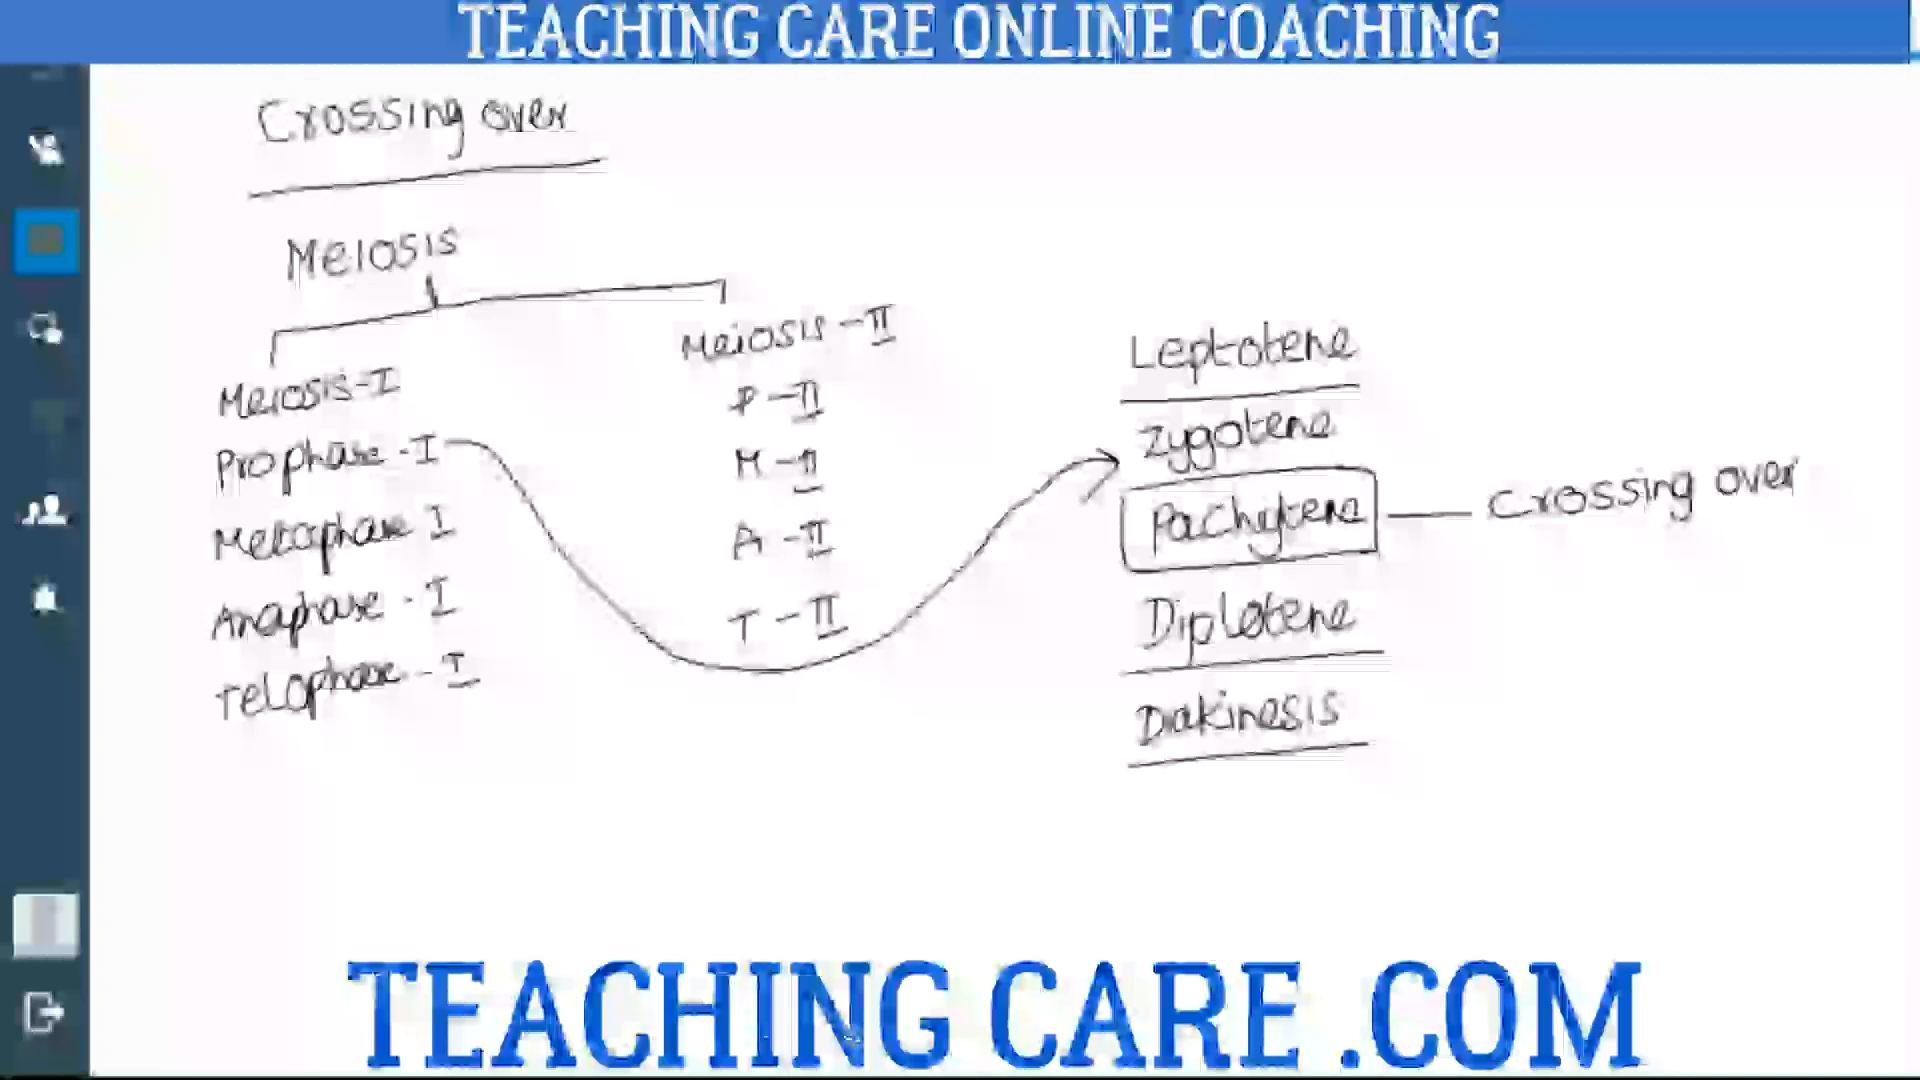 TEACHING CARE ONLINE COACHING
Crossing over
Meiosis
Meiosis-I
Prophase-I
Metaphase I
Anaphase-I
Telophase-I
Meiosis-II
P-II
M-II
A-II
T-II
Leptotene
Zygotene
Pachytene — Crossing over
Diplotene
Diakinesis
TEACHING CARE .COM